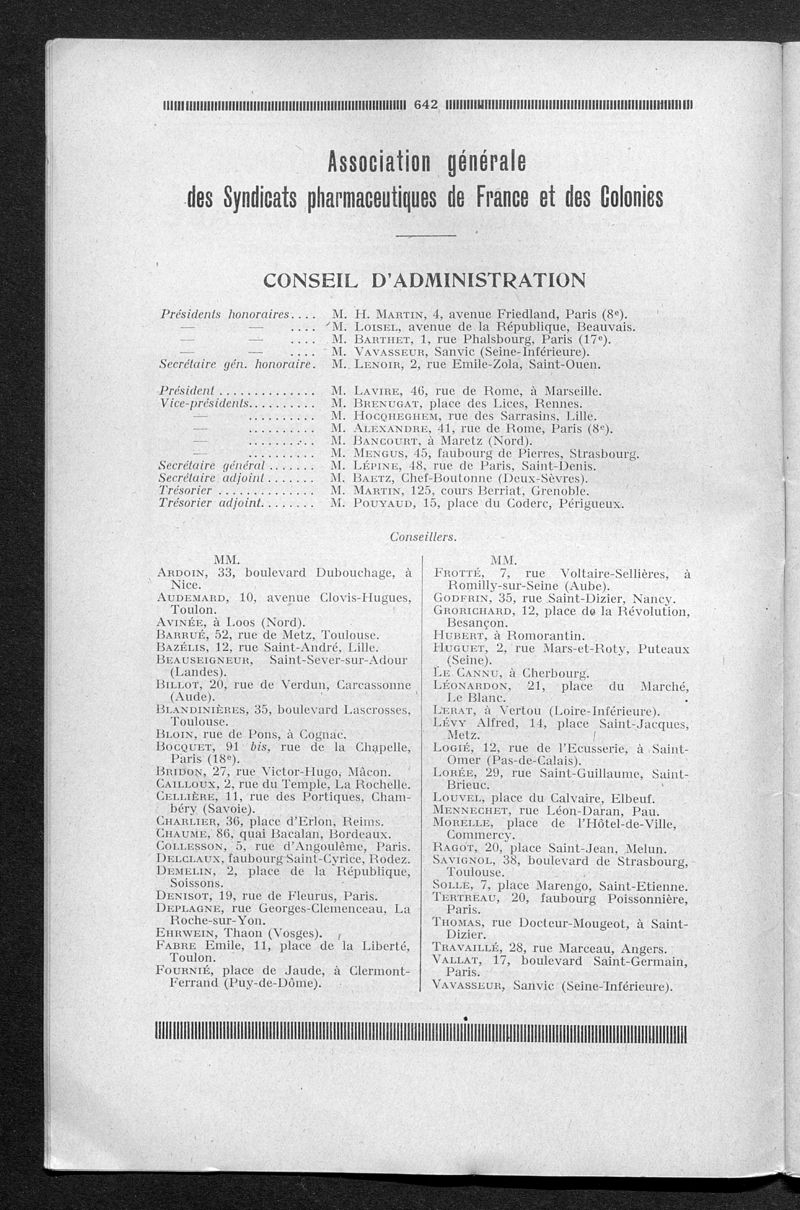 642
Association générale
des Syndicats pharmaceutiques de France et des Colonies
CONSEIL D'ADMINISTRATION
Présidents honoraires.... M. H. MARTIN, 4, avenue Friedland, Paris (8e).
— — .... M. LOISEL, avenue de la République, Beauvais.
— — .... M. BARTHET, 1, rue Phalsbourg, Paris (17e).
— — .... M. VAVASSEUR, Sanvic (Seine-Inférieure).
Secrétaire gén. honoraire. M. LENOIR, 2, rue Emile-Zola, Saint-Ouen.
Président .............. M. LAVIRE, 46, rue de Rome, à Marseille.
Vice-présidents.......... M. BRENUGAT, place des Lices, Rennes.
— .......... M. HOCQHEGHEM, rue des Sarrasins, Lille.
— .......... M. ALEXANDRE, 41, rue de Rome, Paris (8e).
— .......... M. BANCOURT, à Maretz (Nord).
— .......... M. MENGUS, 45, faubourg de Pierres, Strasbourg.
Secrétaire général ....... M. LÉPINE, 48, rue de Paris, Saint-Denis.
Secrétaire adjoint....... M. BAETZ, Chef-Boutonne (Deux-Sèvres).
Trésorier .............. M. MARTIN, 125, cours Berriat, Grenoble.
Trésorier adjoint........ M. POUYAUD, 15, place du Coderc, Périgueux.
Conseillers.
MM.
ARDOIN, 33, boulevard Dubouchage, à
Nice.
AUDEMARD, 10, avenue Clovis-Hugues,
Toulon.
AVINÉE, à Loos (Nord).
BARRUÉ, 52, rue de Metz, Toulouse.
BAZÉLIS, 12, rue Saint-André, Lille.
BEAUSEIGNEUR, Saint-Sever-sur-Adour
(Landes).
BILLOT, 20, rue de Verdun, Carcassonne
(Aude).
BLANDINIÈRES, 35, boulevard Lascrosses,
Toulouse.
BLOIN, rue de Pons, à Cognac.
BOCQUET, 91 bis, rue de la Chapelle,
Paris (18e).
BRIDON, 27, rue Victor-Hugo, Mâcon.
CAILLOUX, 2, rue du Temple, La Rochelle.
CELLIÈRE, 11, rue des Portiques, Cham-
béry (Savoie).
CHARLIER, 36, place d'Erlon, Reims.
CHAUME, 86, quai Bacalan, Bordeaux.
COLLESSON, 5, rue d'Angoulême, Paris.
DELCLAUX, faubourg Saint-Cyrice, Rodez.
DEMELIN, 2, place de la République,
Soissons.
DENISOT, 19, rue de Fleurus, Paris.
DEPLAGNE, rue Georges-Clemenceau, La
Roche-sur-Yon.
EHRWEIN, Thaon (Vosges).
FABRE Emile, 11, place de la Liberté,
Toulon.
FOURNIÉ, place de Jaude, à Clermont-
Ferrand (Puy-de-Dôme).
MM.
FROTTÉ, 7, rue Voltaire-Sellières, à
Romilly-sur-Seine (Aube).
GODFRIN, 35, rue Saint-Dizier, Nancy.
GRORICHARD, 12, place de la Révolution,
Besançon.
HUBERT, à Romorantin.
HUGUET, 2, rue Mars-et-Roty, Puteaux
(Seine).
LE CANNU, à Cherbourg.
LÉONARDON, 21, place du Marché,
Le Blanc.
LERAT, à Vertou (Loire-Inférieure).
LÉVY Alfred, 14, place Saint-Jacques,
Metz.
LOGIÉ, 12, rue de l'Ecusserie, à Saint-
Omer (Pas-de-Calais).
LORÉE, 29, rue Saint-Guillaume, Saint-
Brieuc.
LOUVEL, place du Calvaire, Elbeuf.
MENNECHET, rue Léon-Daran, Pau.
MORELLE, place de l'Hôtel-de-Ville,
Commercy.
RAGOT, 20, place Saint-Jean, Melun.
SAVIGNOL, 38, boulevard de Strasbourg,
Toulouse.
SOLLE, 7, place Marengo, Saint-Etienne.
TERTREAU, 20, faubourg Poissonnière,
Paris.
THOMAS, rue Docteur-Mougeot, à Saint-
Dizier.
TRAVAILLÉ, 28, rue Marceau, Angers.
VALLAT, 17, boulevard Saint-Germain,
Paris.
VAVASSEUR, Sanvic (Seine-Inférieure).